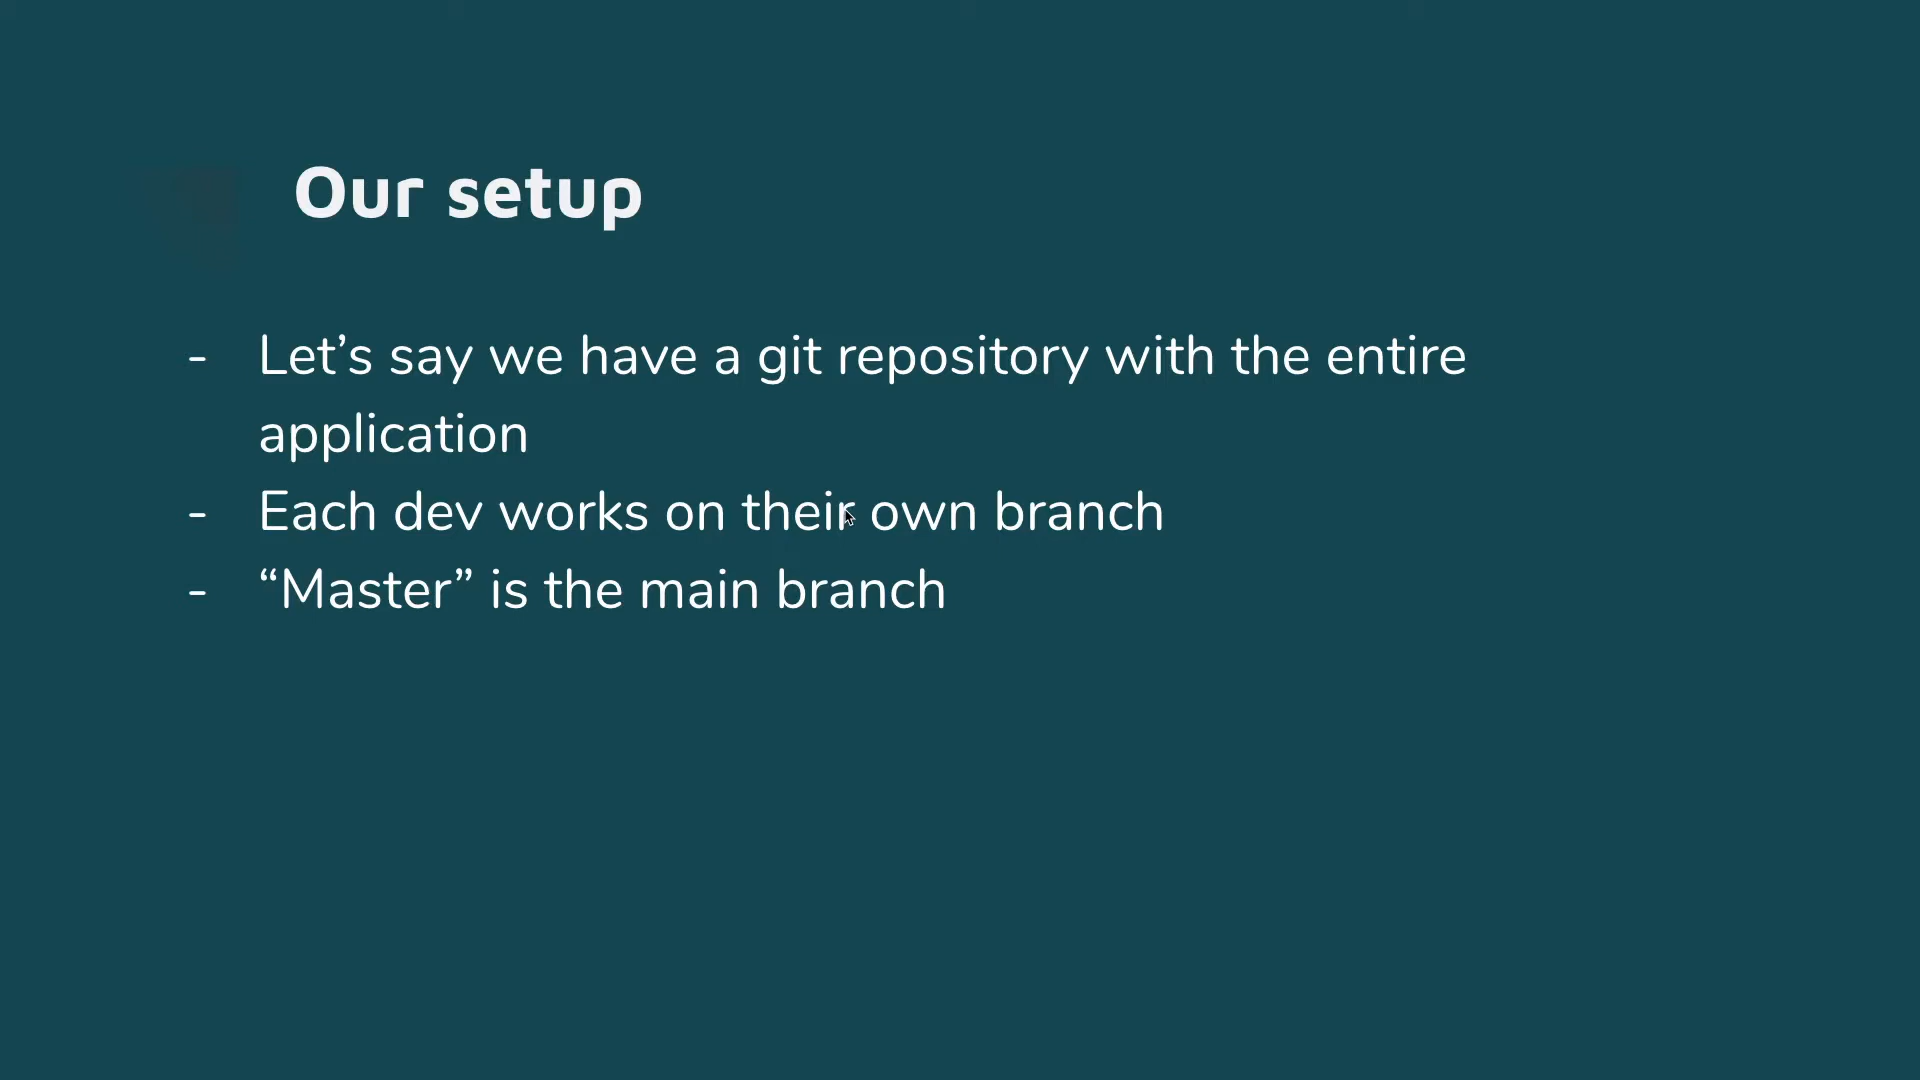 Our setup
- Let’s say we have a git repository with the entire
application
- Each dev works on their own branch
- “Master” is the main branch